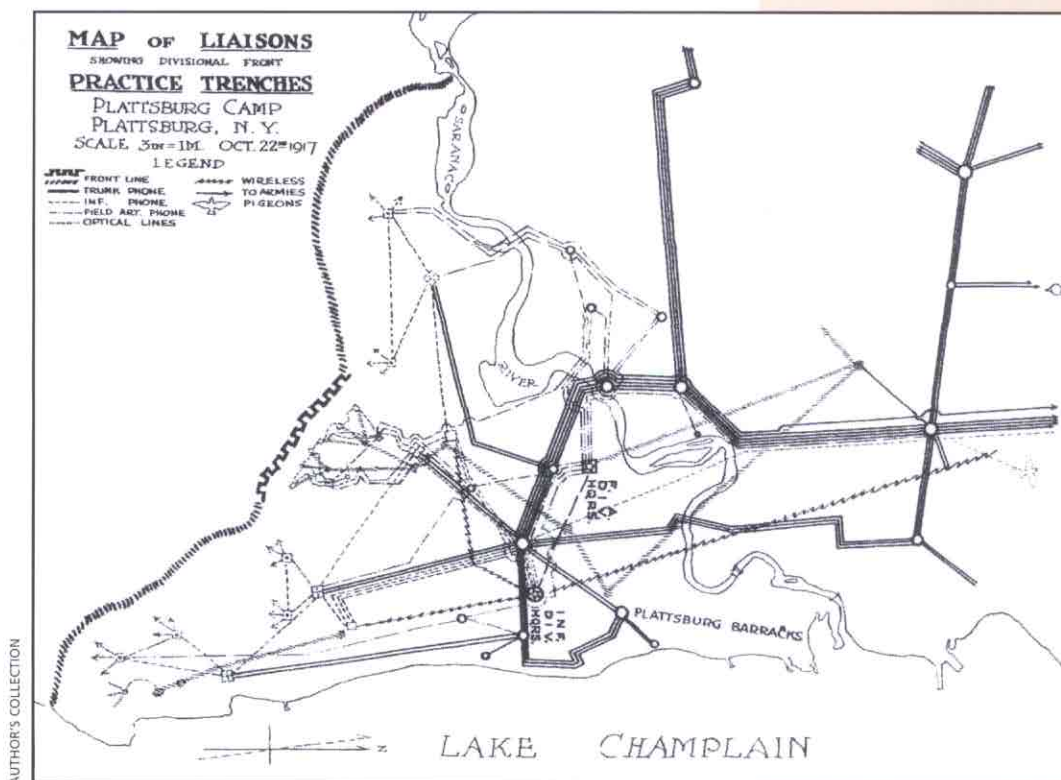 MAP OF LIAISONS
SHOWING DIVISIONAL FRONT
PRACTICE TRENCHES
PLATTSBURG CAMP
PLATTSBURG, N.Y.
SCALE 3IN=1M. OCT. 22ND 1917
LEGEND
FRONT LINE
TRUNK PHONE
INF. PHONE
FIELD ART. PHONE
OPTICAL LINES
WIRELESS
TO ARMIES
PIGEONS
SARANAC
RIVER
F.A.
DIV.
HQRS.
INF.
DIV.
HQRS.
PLATTSBURG BARRACKS
N
LAKE CHAMPLAIN
AUTHOR'S COLLECTION